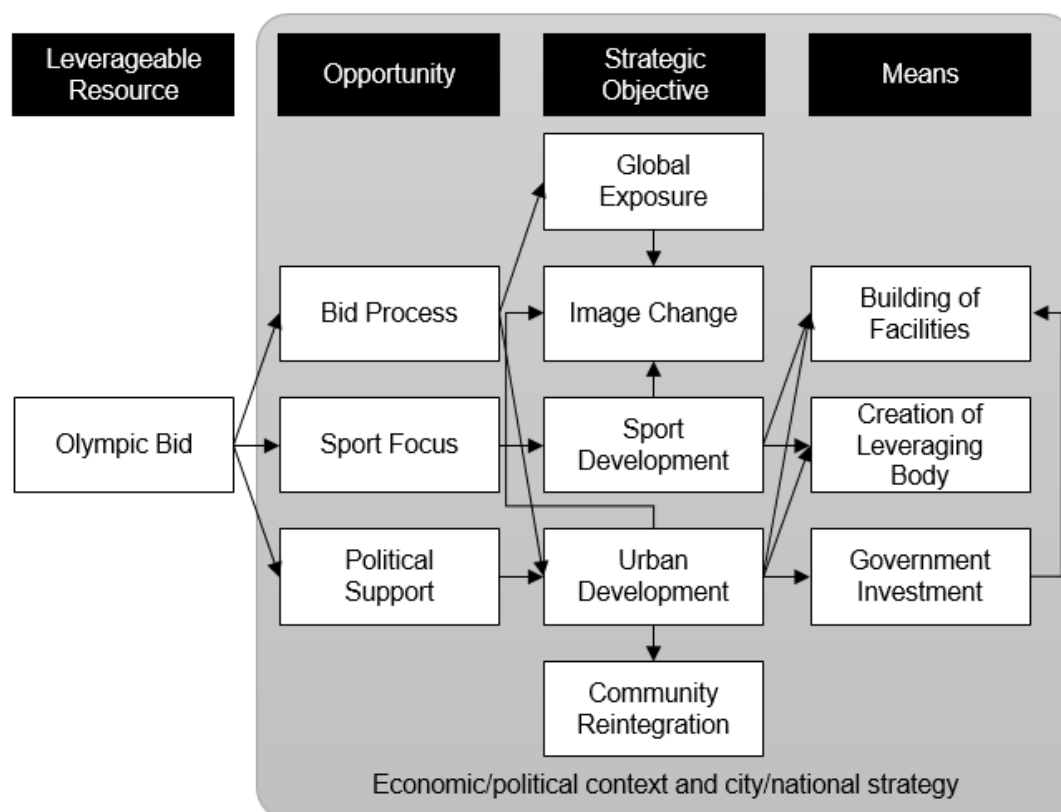 Leverageable
Resource
Opportunity
Strategic
Objective
Means
Global
Exposure
Bid Process
Image Change
Building of
Facilities
Olympic Bid
Sport Focus
Sport
Development
Creation of
Leveraging
Body
Political
Support
Urban
Development
Government
Investment
Community
Reintegration
Economic/political context and city/national strategy